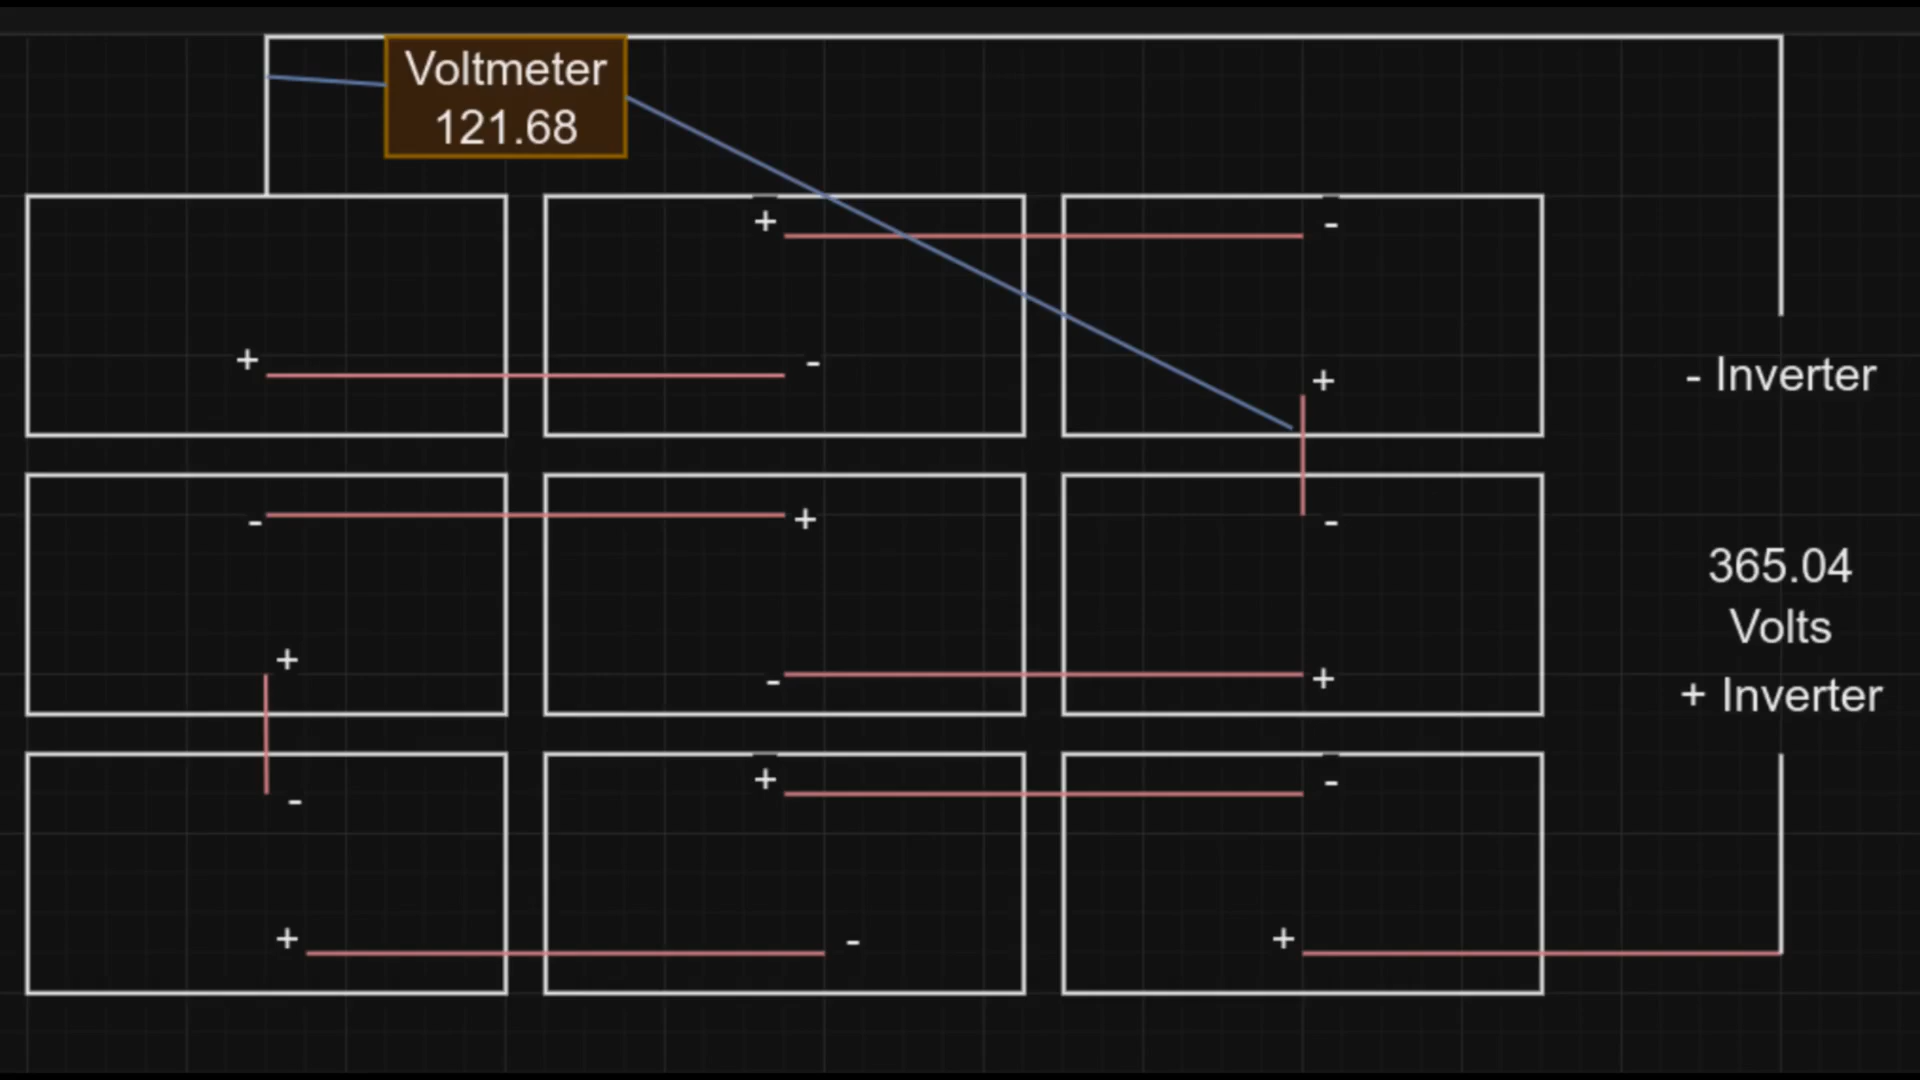 Voltmeter
121.68
+ -
+ -
+
- Inverter
- + -
365.04
Volts
+ - +
+ Inverter
- + -
+ - +